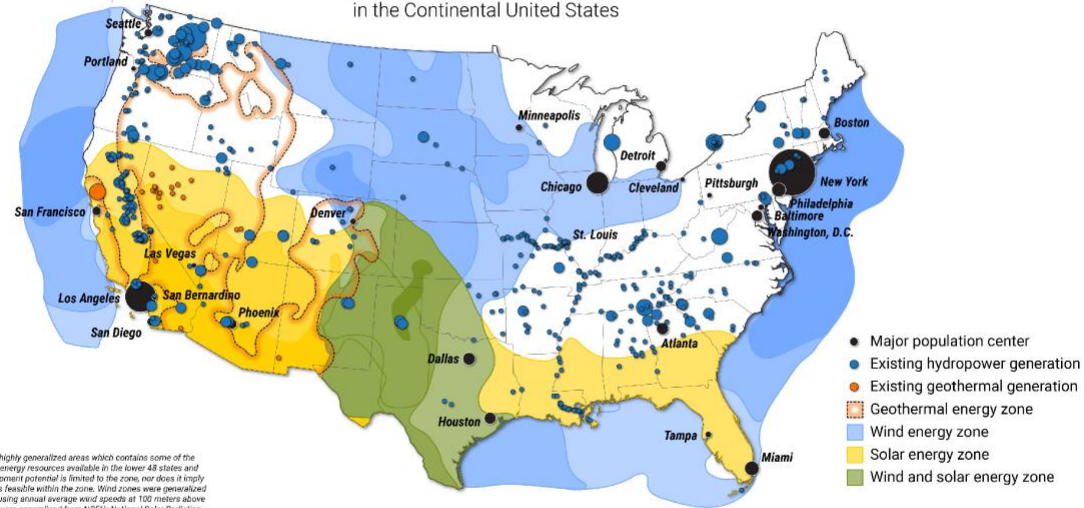 in the Continental United States
Seattle
Portland
Minneapolis
Boston
Detroit
Chicago
Cleveland
Pittsburgh
New York
Philadelphia
Baltimore
Washington, D.C.
San Francisco
Denver
St. Louis
Las Vegas
Los Angeles
San Bernardino
Phoenix
San Diego
Atlanta
Dallas
Houston
Tampa
Miami
Major population center
Existing hydropower generation
Existing geothermal generation
Geothermal energy zone
Wind energy zone
Solar energy zone
Wind and solar energy zone
highly generalized areas which contains some of the
energy resources available in the lower 48 states and
pment potential is limited to the zone, nor does it imply
s feasible within the zone. Wind zones were generalized
using annual average wind speeds at 100 meters above